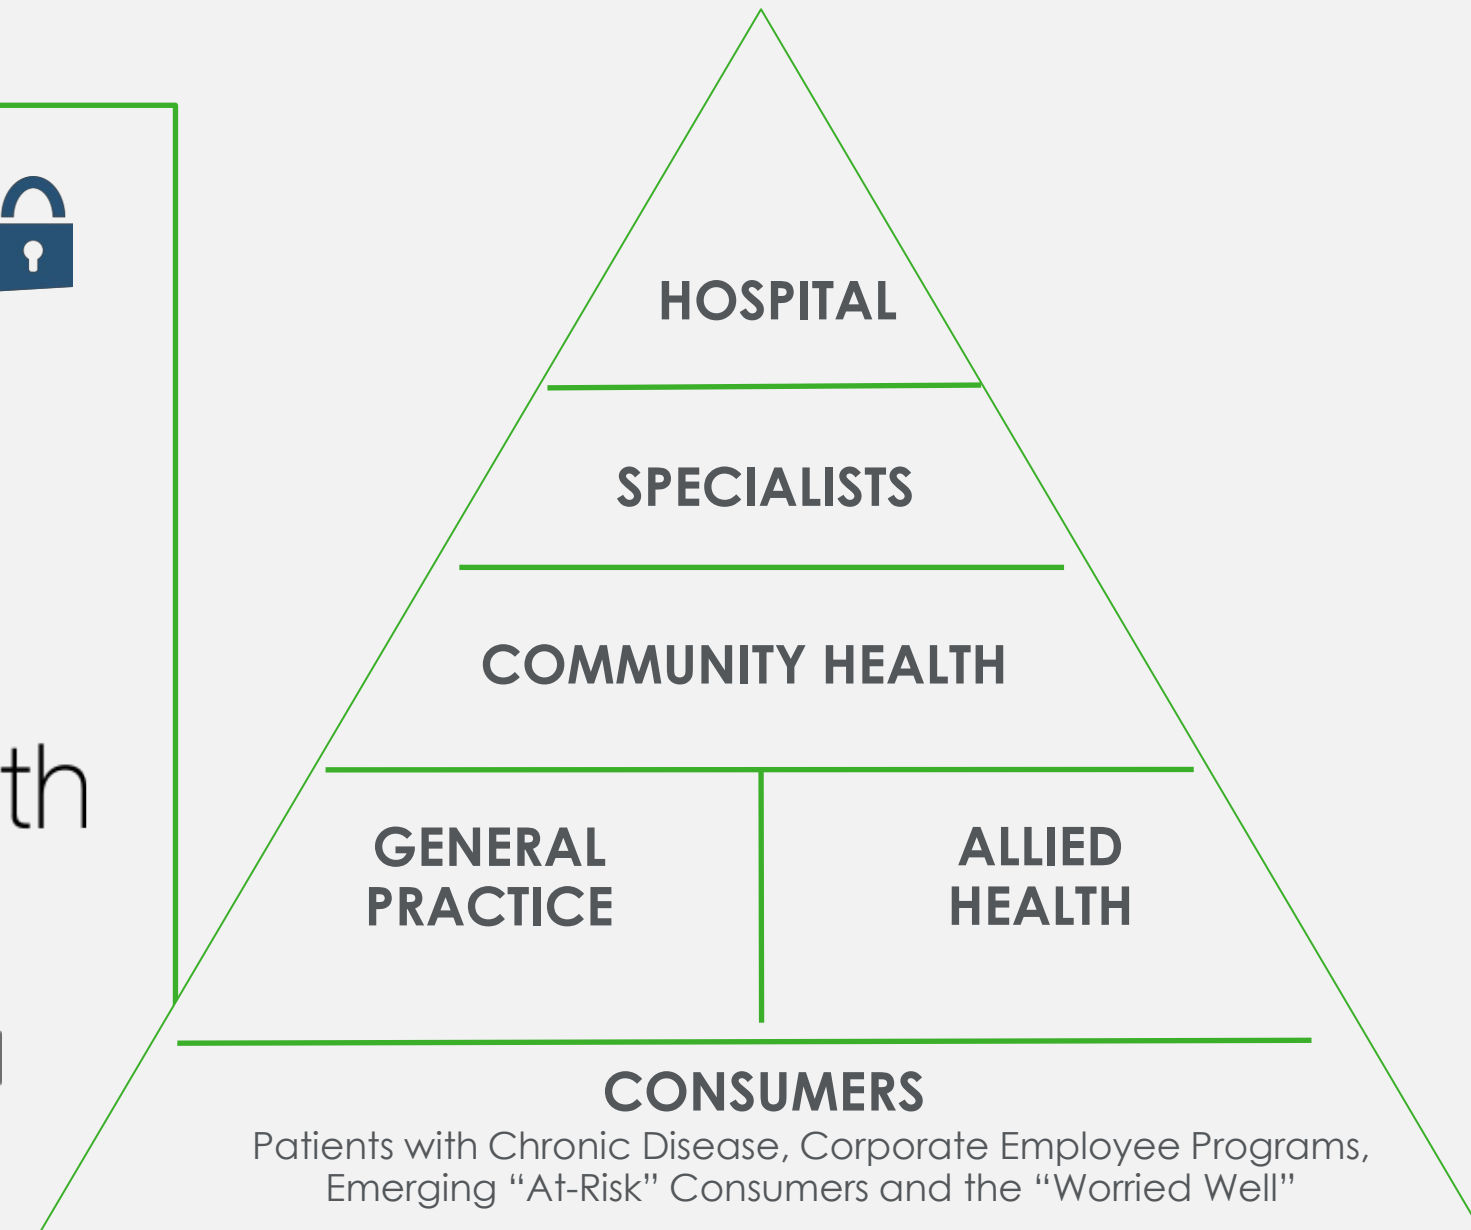 HOSPITAL
SPECIALISTS
COMMUNITY HEALTH
th
GENERAL
PRACTICE
ALLIED
HEALTH
CONSUMERS
Patients with Chronic Disease, Corporate Employee Programs,
Emerging “At-Risk” Consumers and the “Worried Well”